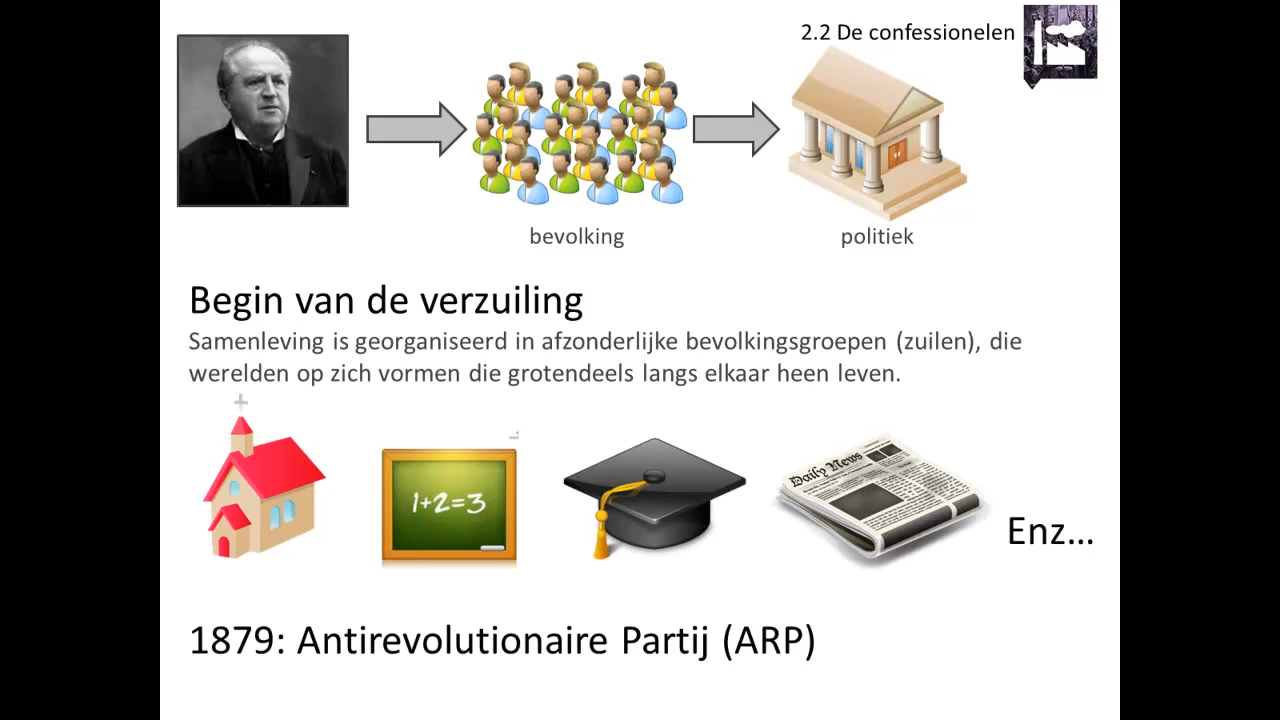 2.2 De confessionelen
bevolking
politiek
Begin van de verzuiling
Samenleving is georganiseerd in afzonderlijke bevolkingsgroepen (zuilen), die
werelden op zich vormen die grotendeels langs elkaar heen leven.
1+2=3
Daily News
Enz...
1879: Antirevolutionaire Partij (ARP)